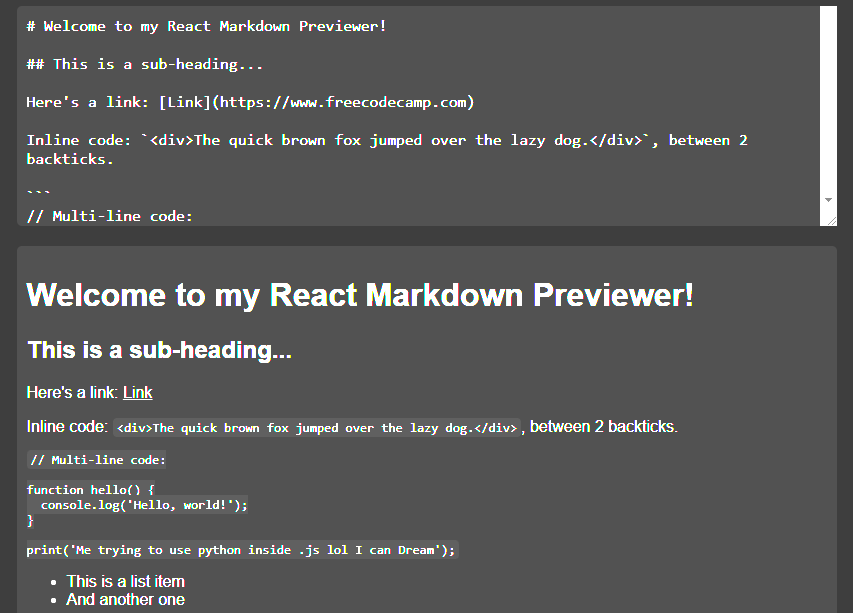 # Welcome to my React Markdown Previewer!
## This is a sub-heading...
Here's a link: [Link](https://www.freecodecamp.com)
Inline code: `<div>The quick brown fox jumped over the lazy dog.</div>`, between 2
backticks.
```
// Multi-line code:
Welcome to my React Markdown Previewer!
This is a sub-heading...
Here's a link: Link
Inline code: <div>The quick brown fox jumped over the lazy dog.</div>, between 2 backticks.
// Multi-line code:
function hello() {
  console.log('Hello, world!');
}
print('Me trying to use python inside .js lol I can Dream');
• This is a list item
• And another one